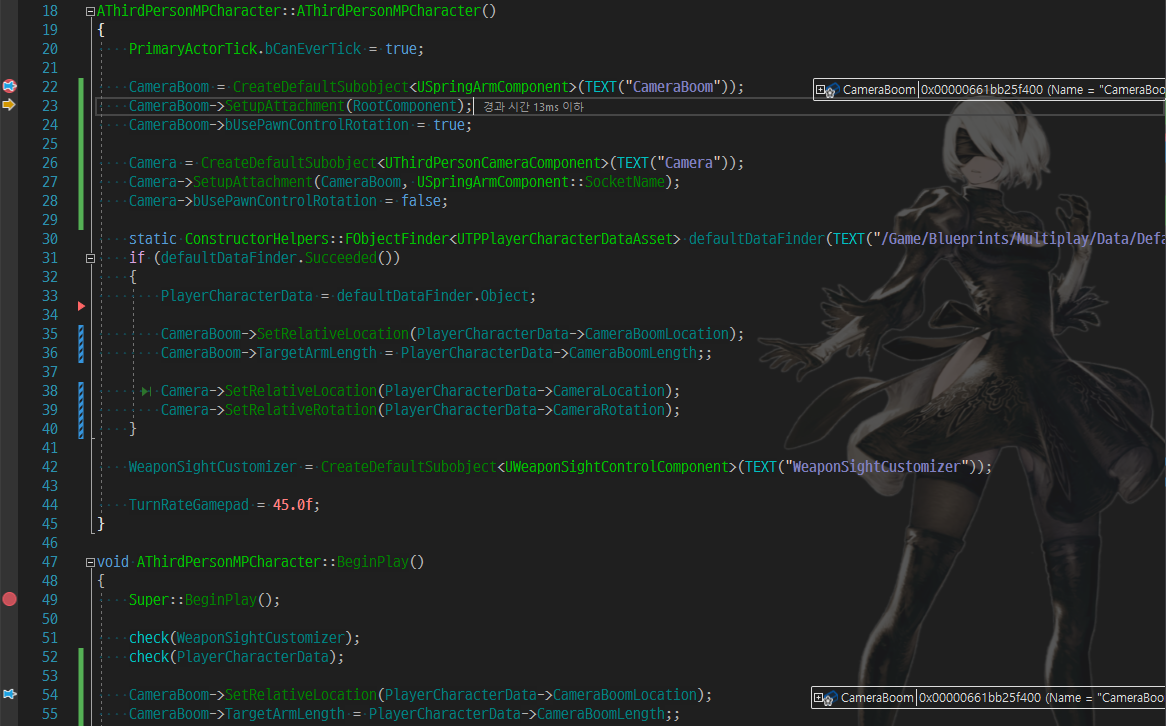 18 AThirdPersonMPCharacter::AThirdPersonMPCharacter()
19 {
20 PrimaryActorTick.bCanEverTick = true;
21
22 CameraBoom = CreateDefaultSubobject<USpringArmComponent>(TEXT("CameraBoom")); CameraBoom 0x00000661bb25f400 (Name = "CameraBoo
23 CameraBoom->SetupAttachment(RootComponent); 경과 시간 13ms 이하
24 CameraBoom->bUsePawnControlRotation = true;
25
26 Camera = CreateDefaultSubobject<UThirdPersonCameraComponent>(TEXT("Camera"));
27 Camera->SetupAttachment(CameraBoom, USpringArmComponent::SocketName);
28 Camera->bUsePawnControlRotation = false;
29
30 static ConstructorHelpers::FObjectFinder<UTPPlayerCharacterDataAsset> defaultDataFinder(TEXT("/Game/Blueprints/Multiplay/Data/Defa
31 if (defaultDataFinder.Succeeded())
32 {
33 PlayerCharacterData = defaultDataFinder.Object;
34
35 CameraBoom->SetRelativeLocation(PlayerCharacterData->CameraBoomLocation);
36 CameraBoom->TargetArmLength = PlayerCharacterData->CameraBoomLength;;
37
38 Camera->SetRelativeLocation(PlayerCharacterData->CameraLocation);
39 Camera->SetRelativeRotation(PlayerCharacterData->CameraRotation);
40 }
41
42 WeaponSightCustomizer = CreateDefaultSubobject<UWeaponSightControlComponent>(TEXT("WeaponSightCustomizer"));
43
44 TurnRateGamepad = 45.0f;
45 }
46
47 void AThirdPersonMPCharacter::BeginPlay()
48 {
49 Super::BeginPlay();
50
51 check(WeaponSightCustomizer);
52 check(PlayerCharacterData);
53
54 CameraBoom->SetRelativeLocation(PlayerCharacterData->CameraBoomLocation); CameraBoom 0x00000661bb25f400 (Name = "CameraBoo
55 CameraBoom->TargetArmLength = PlayerCharacterData->CameraBoomLength;;